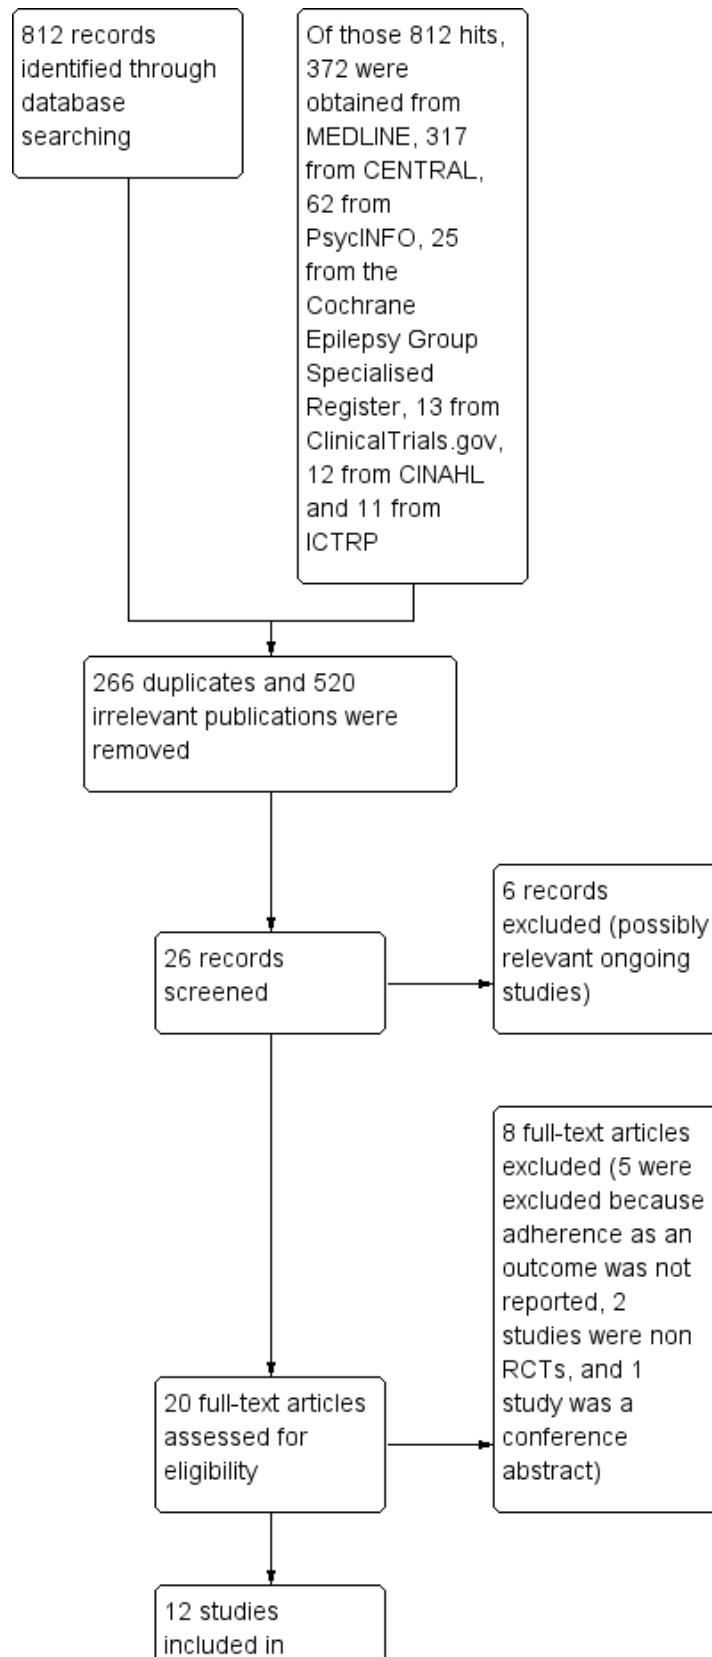 812 records
identified through
database
searching
Of those 812 hits,
372 were
obtained from
MEDLINE, 317
from CENTRAL,
62 from
PsycINFO, 25
from the
Cochrane
Epilepsy Group
Specialised
Register, 13 from
ClinicalTrials.gov,
12 from CINAHL
and 11 from
ICTRP
266 duplicates and 520
irrelevant publications were
removed
26 records
screened
6 records
excluded (possibly
relevant ongoing
studies)
20 full-text articles
assessed for
eligibility
8 full-text articles
excluded (5 were
excluded because
adherence as an
outcome was not
reported, 2
studies were non
RCTs, and 1
study was a
conference
abstract)
12 studies
included in